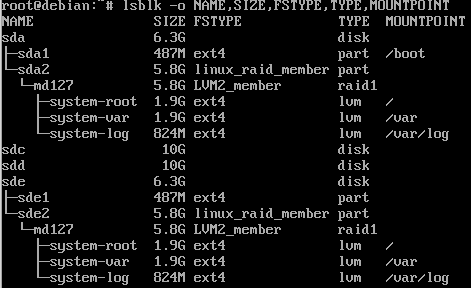 root@debian:~# lsblk -o NAME,SIZE,FSTYPE,TYPE,MOUNTPOINT
NAME                SIZE FSTYPE            TYPE  MOUNTPOINT
sda                 6.3G                   disk
├─sda1              487M ext4              part  /boot
└─sda2              5.8G linux_raid_member part
  └─md127           5.8G LVM2_member       raid1
    ├─system-root   1.9G ext4              lvm   /
    ├─system-var    1.9G ext4              lvm   /var
    └─system-log    824M ext4              lvm   /var/log
sdc                  10G                   disk
sdd                  10G                   disk
sde                 6.3G                   disk
├─sde1              487M ext4              part
└─sde2              5.8G linux_raid_member part
  └─md127           5.8G LVM2_member       raid1
    ├─system-root   1.9G ext4              lvm   /
    ├─system-var    1.9G ext4              lvm   /var
    └─system-log    824M ext4              lvm   /var/log